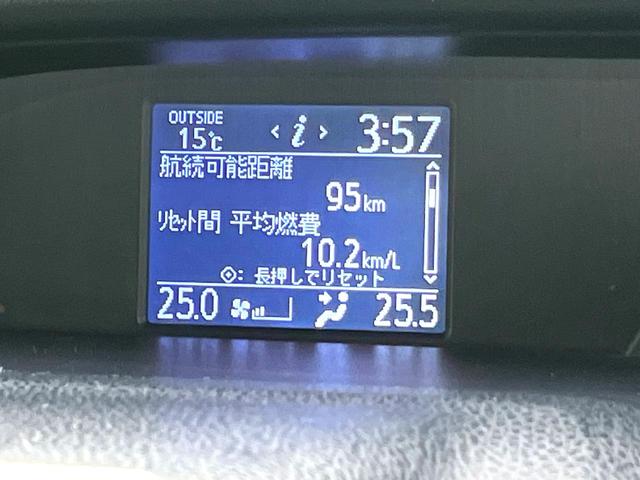 OUTSIDE
15℃
3:57
航続可能距離
95km
リセット間 平均燃費
10.2km/L
: 長押しでリセット
25.0
25.5